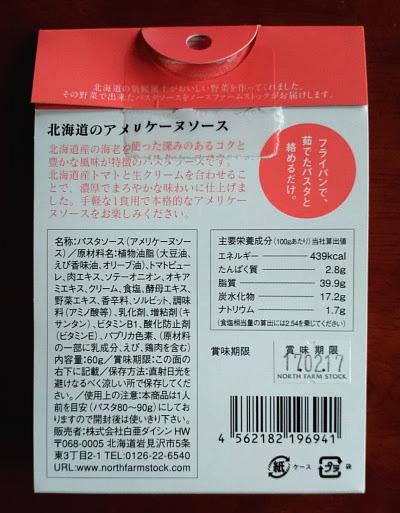 北海道の気候風土がおいしい野菜を作ってくれました。
その野菜で出来たパスタソースをノースファームストックがお届けします。
北海道のアメリケーヌソース
北海道産の海老を使った深みのあるコクと
豊かな風味が特徴のパスタソースです。
北海道産トマトと生クリームを合わせるこ
とで、濃厚でまろやかな味わいに仕上げまし
た。手軽な1食用で本格的なアメリケー
ヌソースをお楽しみください。
フライパンで、
茹でたパスタと
絡めるだけ。
名称:パスタソース(アメリケーヌソー
ス)/原材料名:植物油脂(大豆油、
えび香味油、オリーブ油)、トマトピュー
レ、肉エキス、ソテーオニオン、オキア
ミエキス、クリーム、食塩、酵母エキス、
野菜エキス、香辛料、ソルビット、調味
料(アミノ酸等)、乳化剤、増粘剤(キ
サンタン)、ビタミンB1、酸化防止剤
(ビタミンE)、パプリカ色素、(原材料
の一部に乳成分、えび、鶏肉を含む)
内容量:60g/賞味期限:この面の
右下に記載/保存方法:直射日光を
避けなるべく涼しい所で保存してくださ
い。/使用上の注意:本商品は1人
前を目安(パスタ80〜90g)にしてお
りますので開封後は使いきり下さい。
販売者:株式会社白亜ダイシン HW
〒068-0005 北海道岩見沢市5条
東3丁目2-1 TEL:0126-22-6540
URL:www.northfarmstock.com
主要栄養成分(100gあたり)当社算出値
エネルギー 439kcal
たんぱく質 2.8g
脂質 39.9g
炭水化物 17.2g
ナトリウム 1.7g
(食塩相当量の算出には2.54を乗じてください)
賞味期限
賞味期限
170217
NORTH FARM STOCK
4 562182 196941
紙 ケース プラ 袋